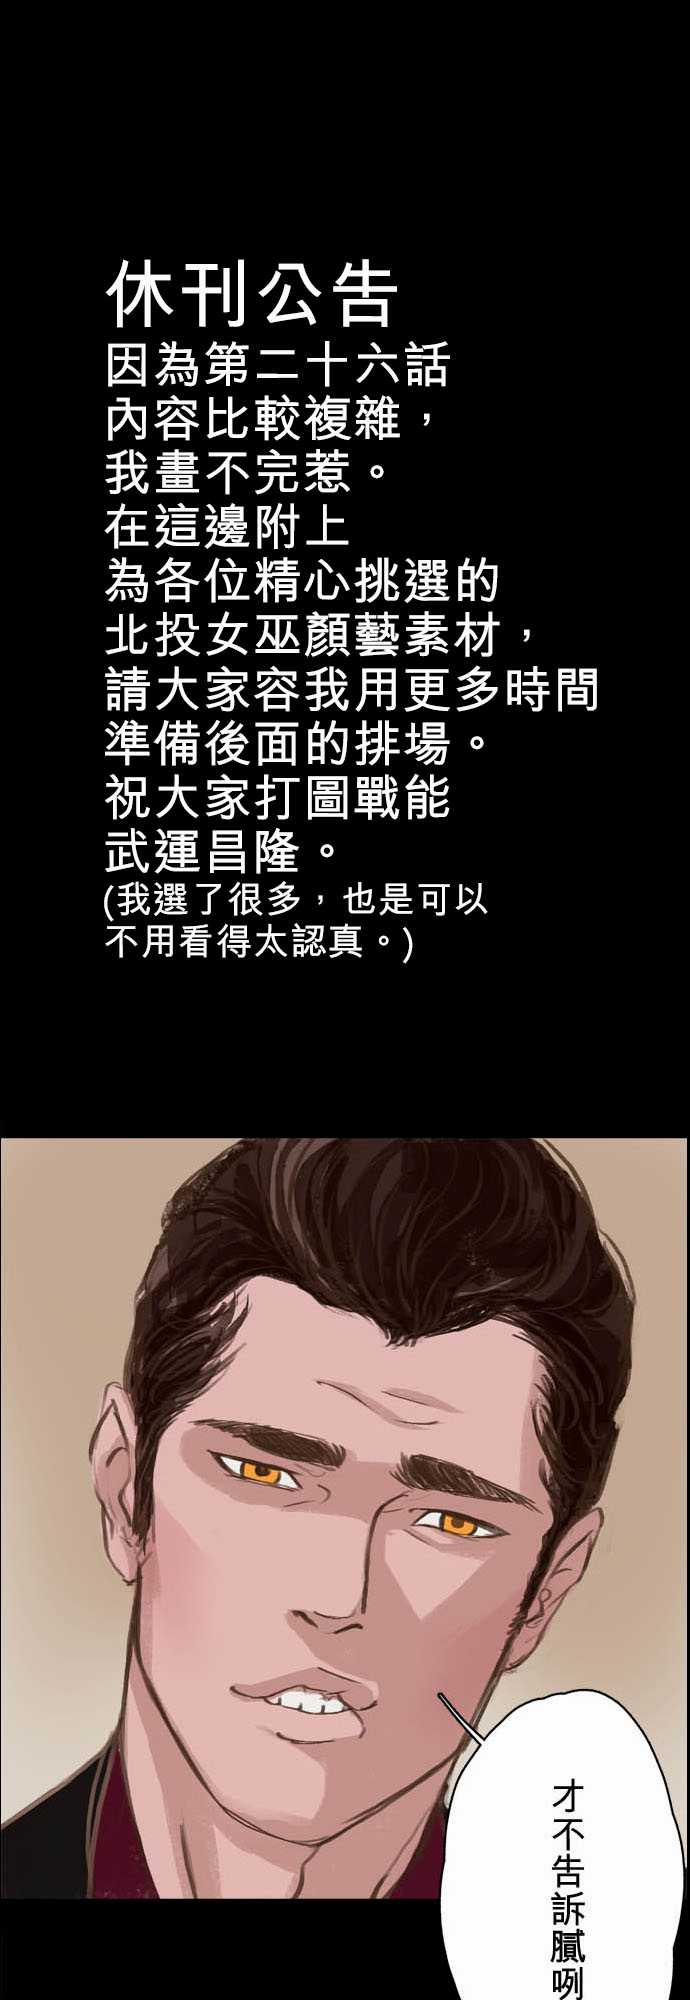 休刊公告
因為第二十六話
內容比較複雜，
我畫不完惹。
在這邊附上
為各位精心挑選的
北投女巫顏藝素材，
請大家容我用更多時間
準備後面的排場。
祝大家打圖戰能
武運昌隆。
(我選了很多，也是可以
不用看得太認真。)
才不告訴膩咧